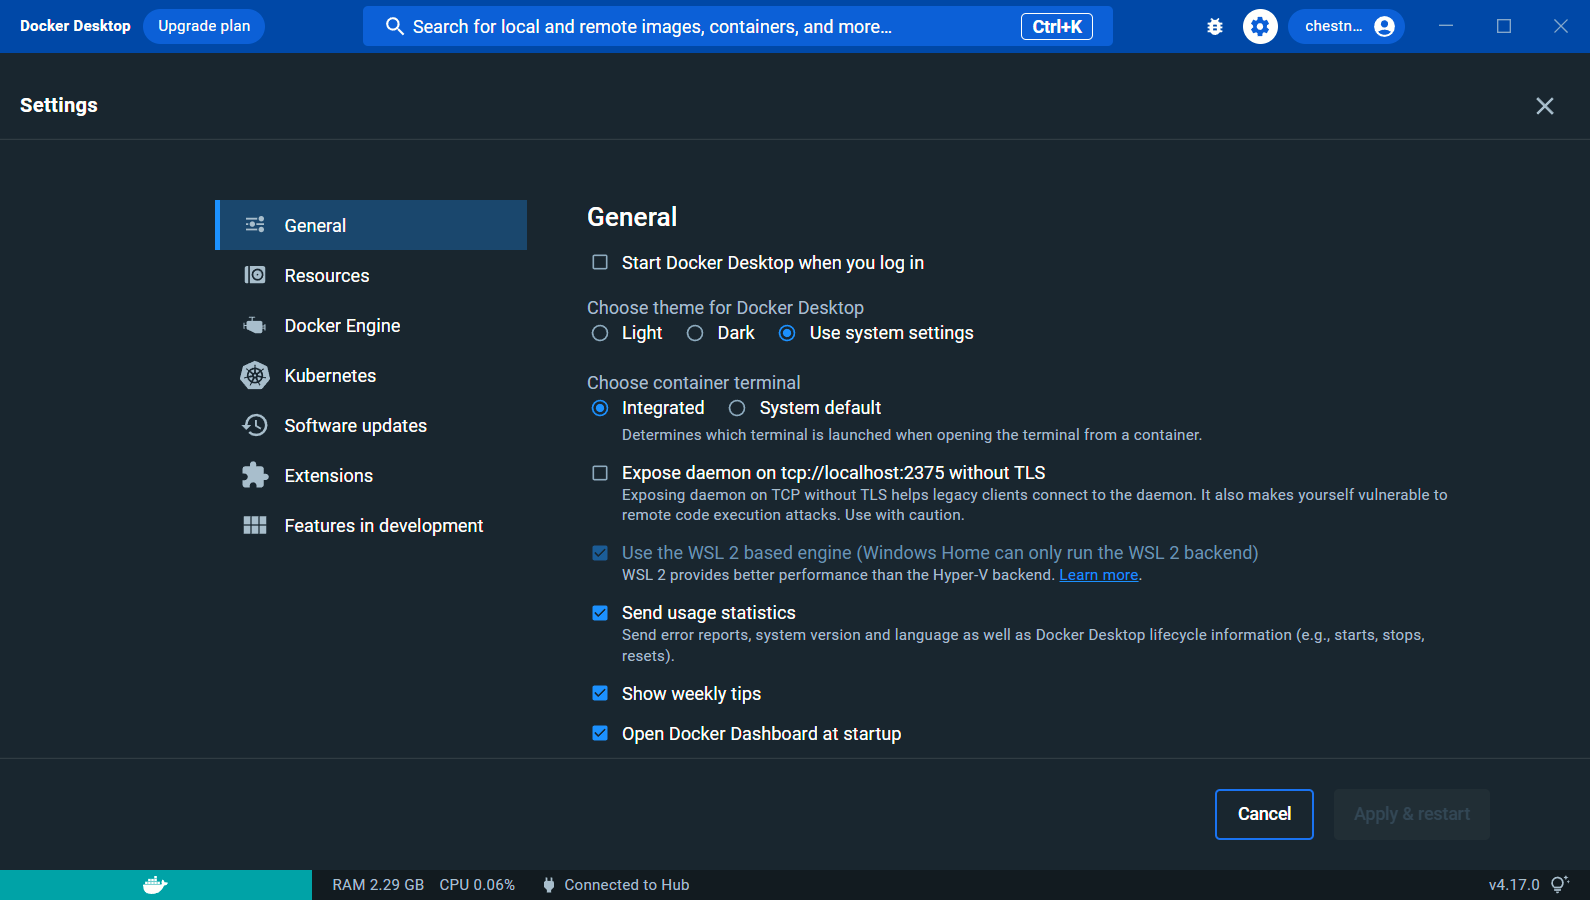 Docker Desktop
Upgrade plan
Search for local and remote images, containers, and more...
Ctrl+K
chestn...
Settings
General
Resources
Docker Engine
Kubernetes
Software updates
Extensions
Features in development
General
Start Docker Desktop when you log in
Choose theme for Docker Desktop
Light Dark Use system settings
Choose container terminal
Integrated System default
Determines which terminal is launched when opening the terminal from a container.
Expose daemon on tcp://localhost:2375 without TLS
Exposing daemon on TCP without TLS helps legacy clients connect to the daemon. It also makes yourself vulnerable to
remote code execution attacks. Use with caution.
Use the WSL 2 based engine (Windows Home can only run the WSL 2 backend)
WSL 2 provides better performance than the Hyper-V backend. Learn more.
Send usage statistics
Send error reports, system version and language as well as Docker Desktop lifecycle information (e.g., starts, stops,
resets).
Show weekly tips
Open Docker Dashboard at startup
Cancel
Apply & restart
RAM 2.29 GB CPU 0.06% Connected to Hub
v4.17.0